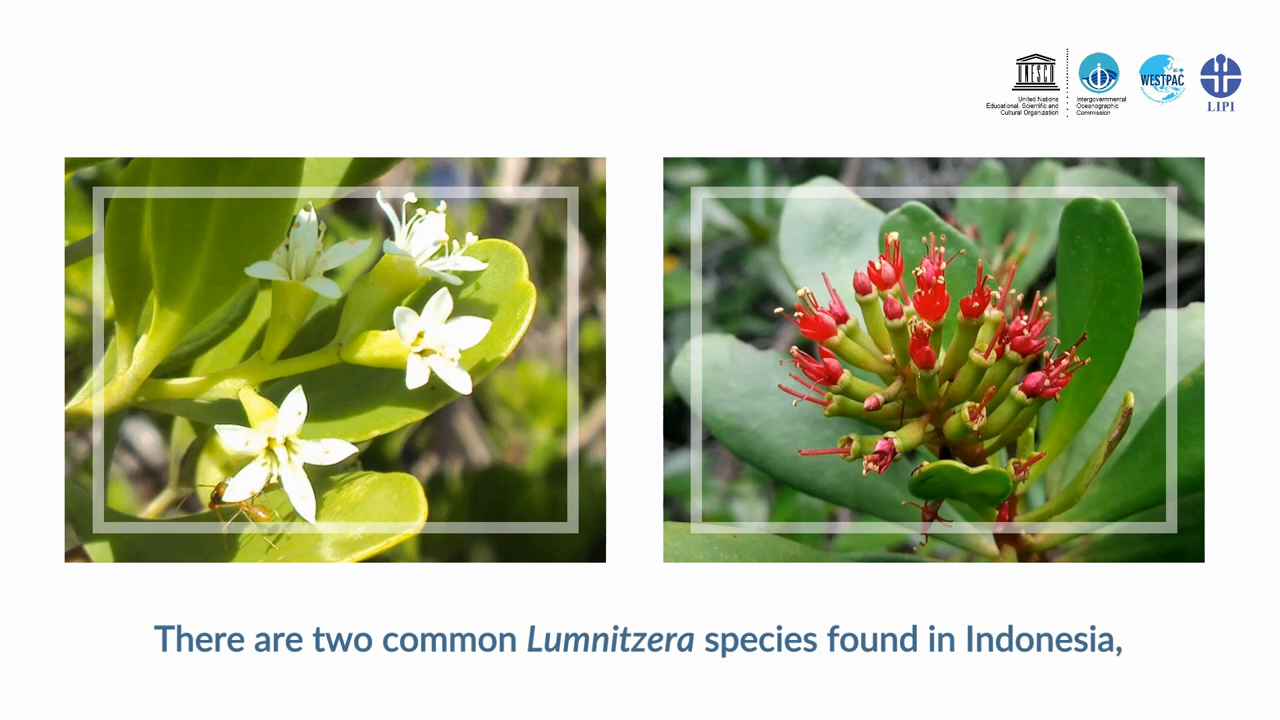 UNESCO
United Nations
Educational, Scientific and
Cultural Organization
Intergovernmental
Oceanographic
Commission
WESTPAC
LIPI
There are two common Lumnitzera species found in Indonesia,